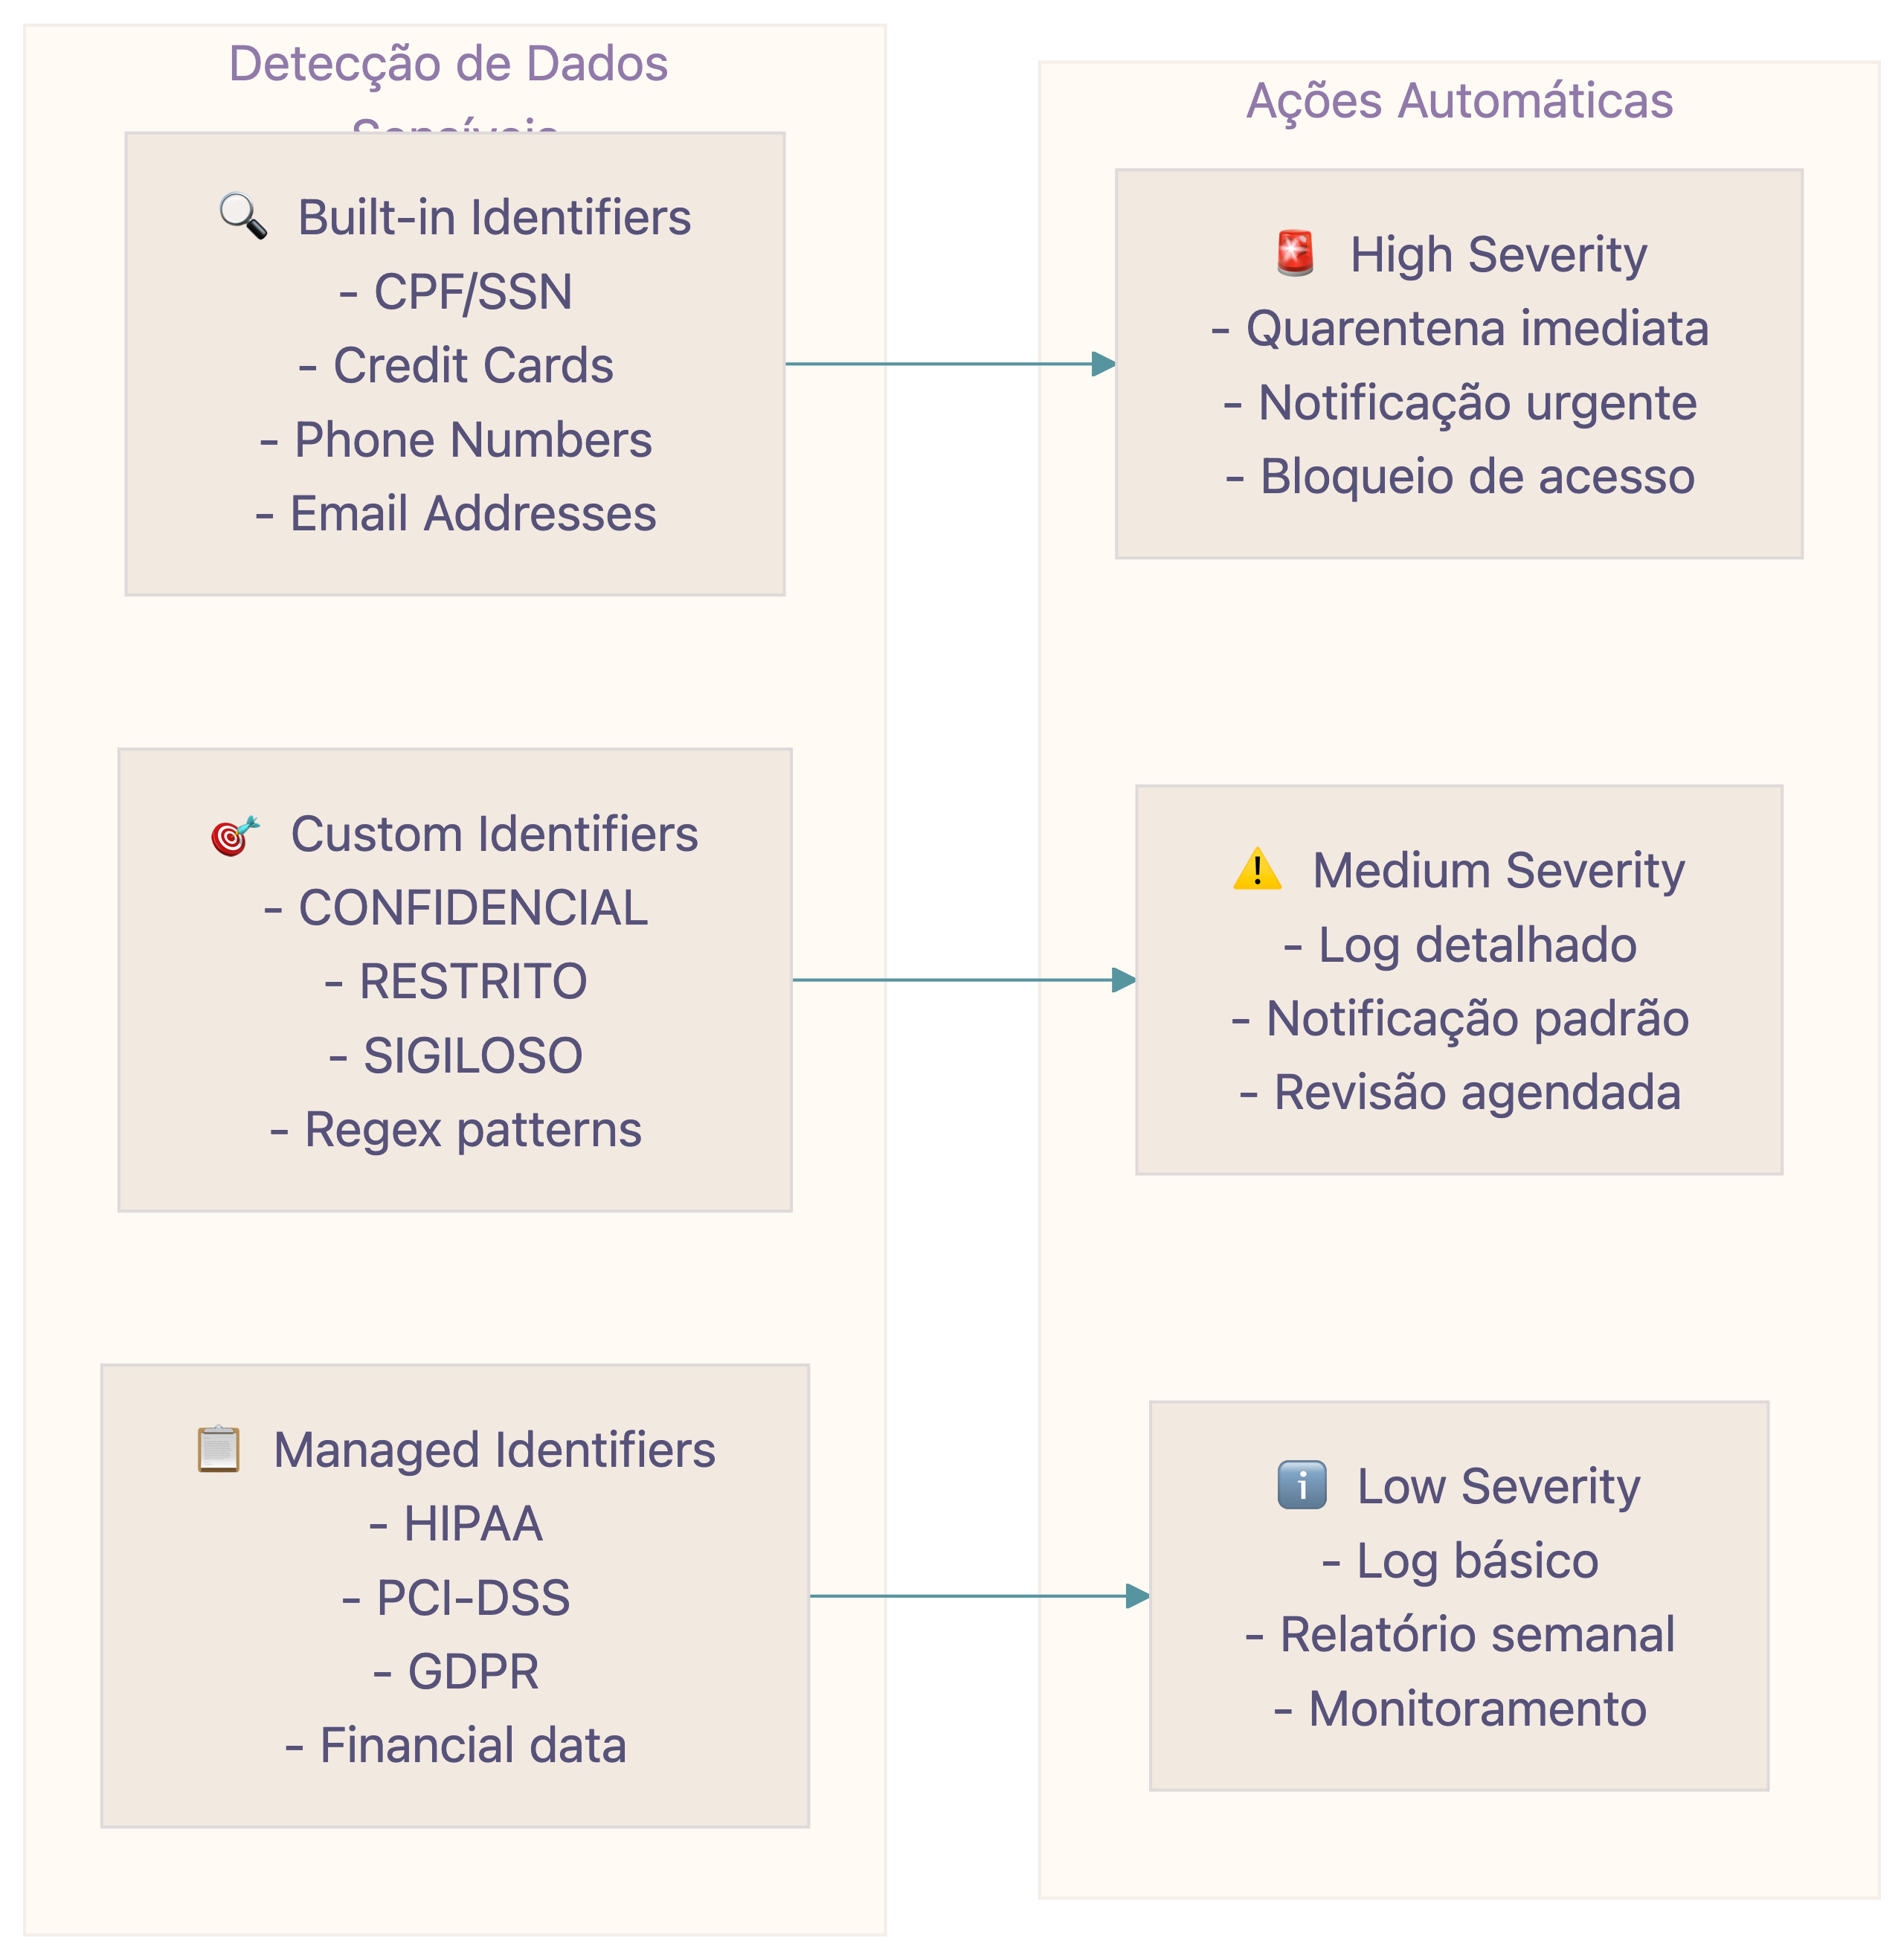 Detecção de Dados
🔍 Built-in Identifiers
- CPF/SSN
- Credit Cards
- Phone Numbers
- Email Addresses
🎯 Custom Identifiers
- CONFIDENCIAL
- RESTRITO
- SIGILOSO
- Regex patterns
📋 Managed Identifiers
- HIPAA
- PCI-DSS
- GDPR
- Financial data
Ações Automáticas
🚨 High Severity
- Quarentena imediata
- Notificação urgente
- Bloqueio de acesso
⚠️ Medium Severity
- Log detalhado
- Notificação padrão
- Revisão agendada
ℹ️ Low Severity
- Log básico
- Relatório semanal
- Monitoramento